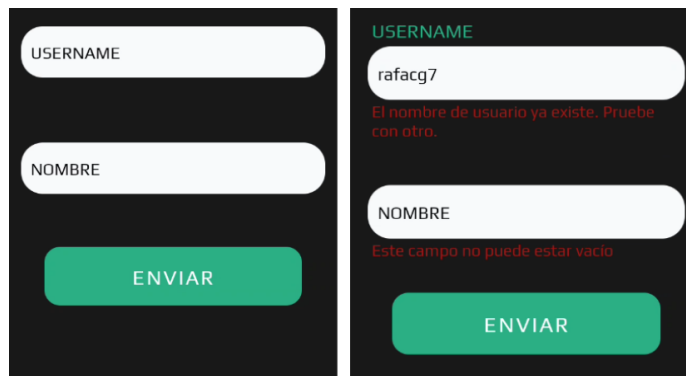 USERNAME
NOMBRE
ENVIAR
USERNAME
rafacg7
El nombre de usuario ya existe. Pruebe
con otro.
NOMBRE
Este campo no puede estar vacío
ENVIAR